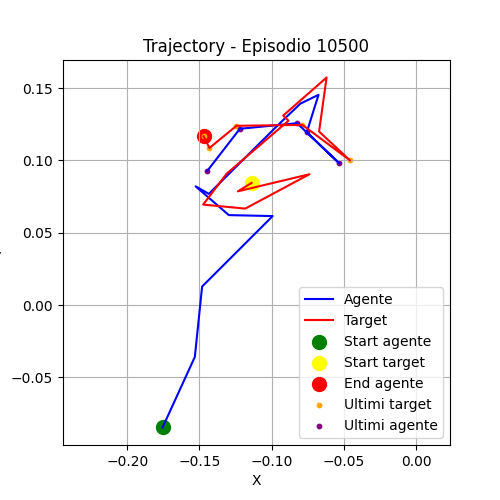 Trajectory - Episodio 10500
0.15
0.10
0.05
0.00
−0.05
−0.20
−0.15
−0.10
−0.05
0.00
X
Agente
Target
Start agente
Start target
End agente
Ultimi target
Ultimi agente